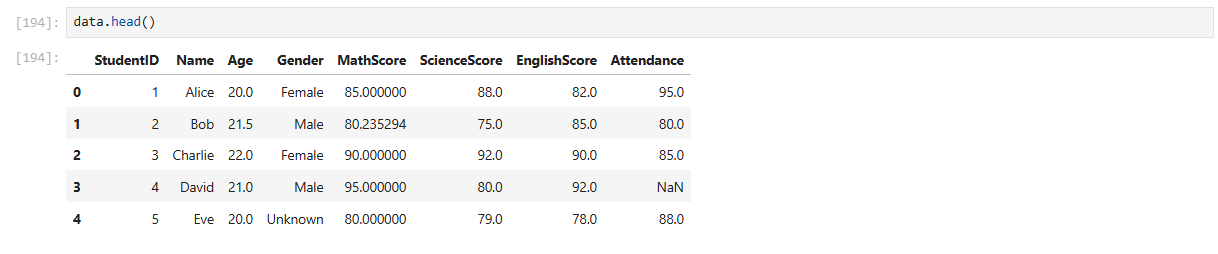 [194]: data.head()
[194]:
StudentID Name Age Gender MathScore ScienceScore EnglishScore Attendance
0 1 Alice 20.0 Female 85.000000 88.0 82.0 95.0
1 2 Bob 21.5 Male 80.235294 75.0 85.0 80.0
2 3 Charlie 22.0 Female 90.000000 92.0 90.0 85.0
3 4 David 21.0 Male 95.000000 80.0 92.0 NaN
4 5 Eve 20.0 Unknown 80.000000 79.0 78.0 88.0